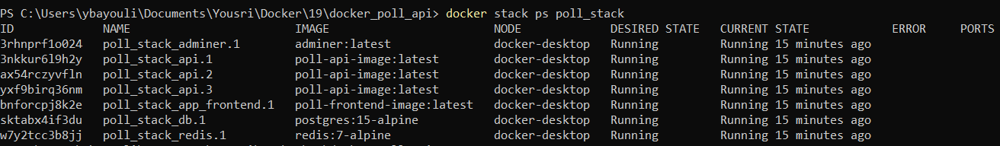 PS C:\Users\ybayouli\Documents\Yousri\Docker\19\docker_poll_api> docker stack ps poll_stack
ID NAME IMAGE NODE DESIRED STATE CURRENT STATE ERROR PORTS
3rhnprf1o024 poll_stack_adminer.1 adminer:latest docker-desktop Running Running 15 minutes ago
3nkkur6l9h2y poll_stack_api.1 poll-api-image:latest docker-desktop Running Running 15 minutes ago
ax54rczyvfln poll_stack_api.2 poll-api-image:latest docker-desktop Running Running 15 minutes ago
yxf9birq36nm poll_stack_api.3 poll-api-image:latest docker-desktop Running Running 15 minutes ago
bnforcpj8k2e poll_stack_app_frontend.1 poll-frontend-image:latest docker-desktop Running Running 15 minutes ago
sktabx4if3du poll_stack_db.1 postgres:15-alpine docker-desktop Running Running 15 minutes ago
w7y2tcc3b8jj poll_stack_redis.1 redis:7-alpine docker-desktop Running Running 15 minutes ago